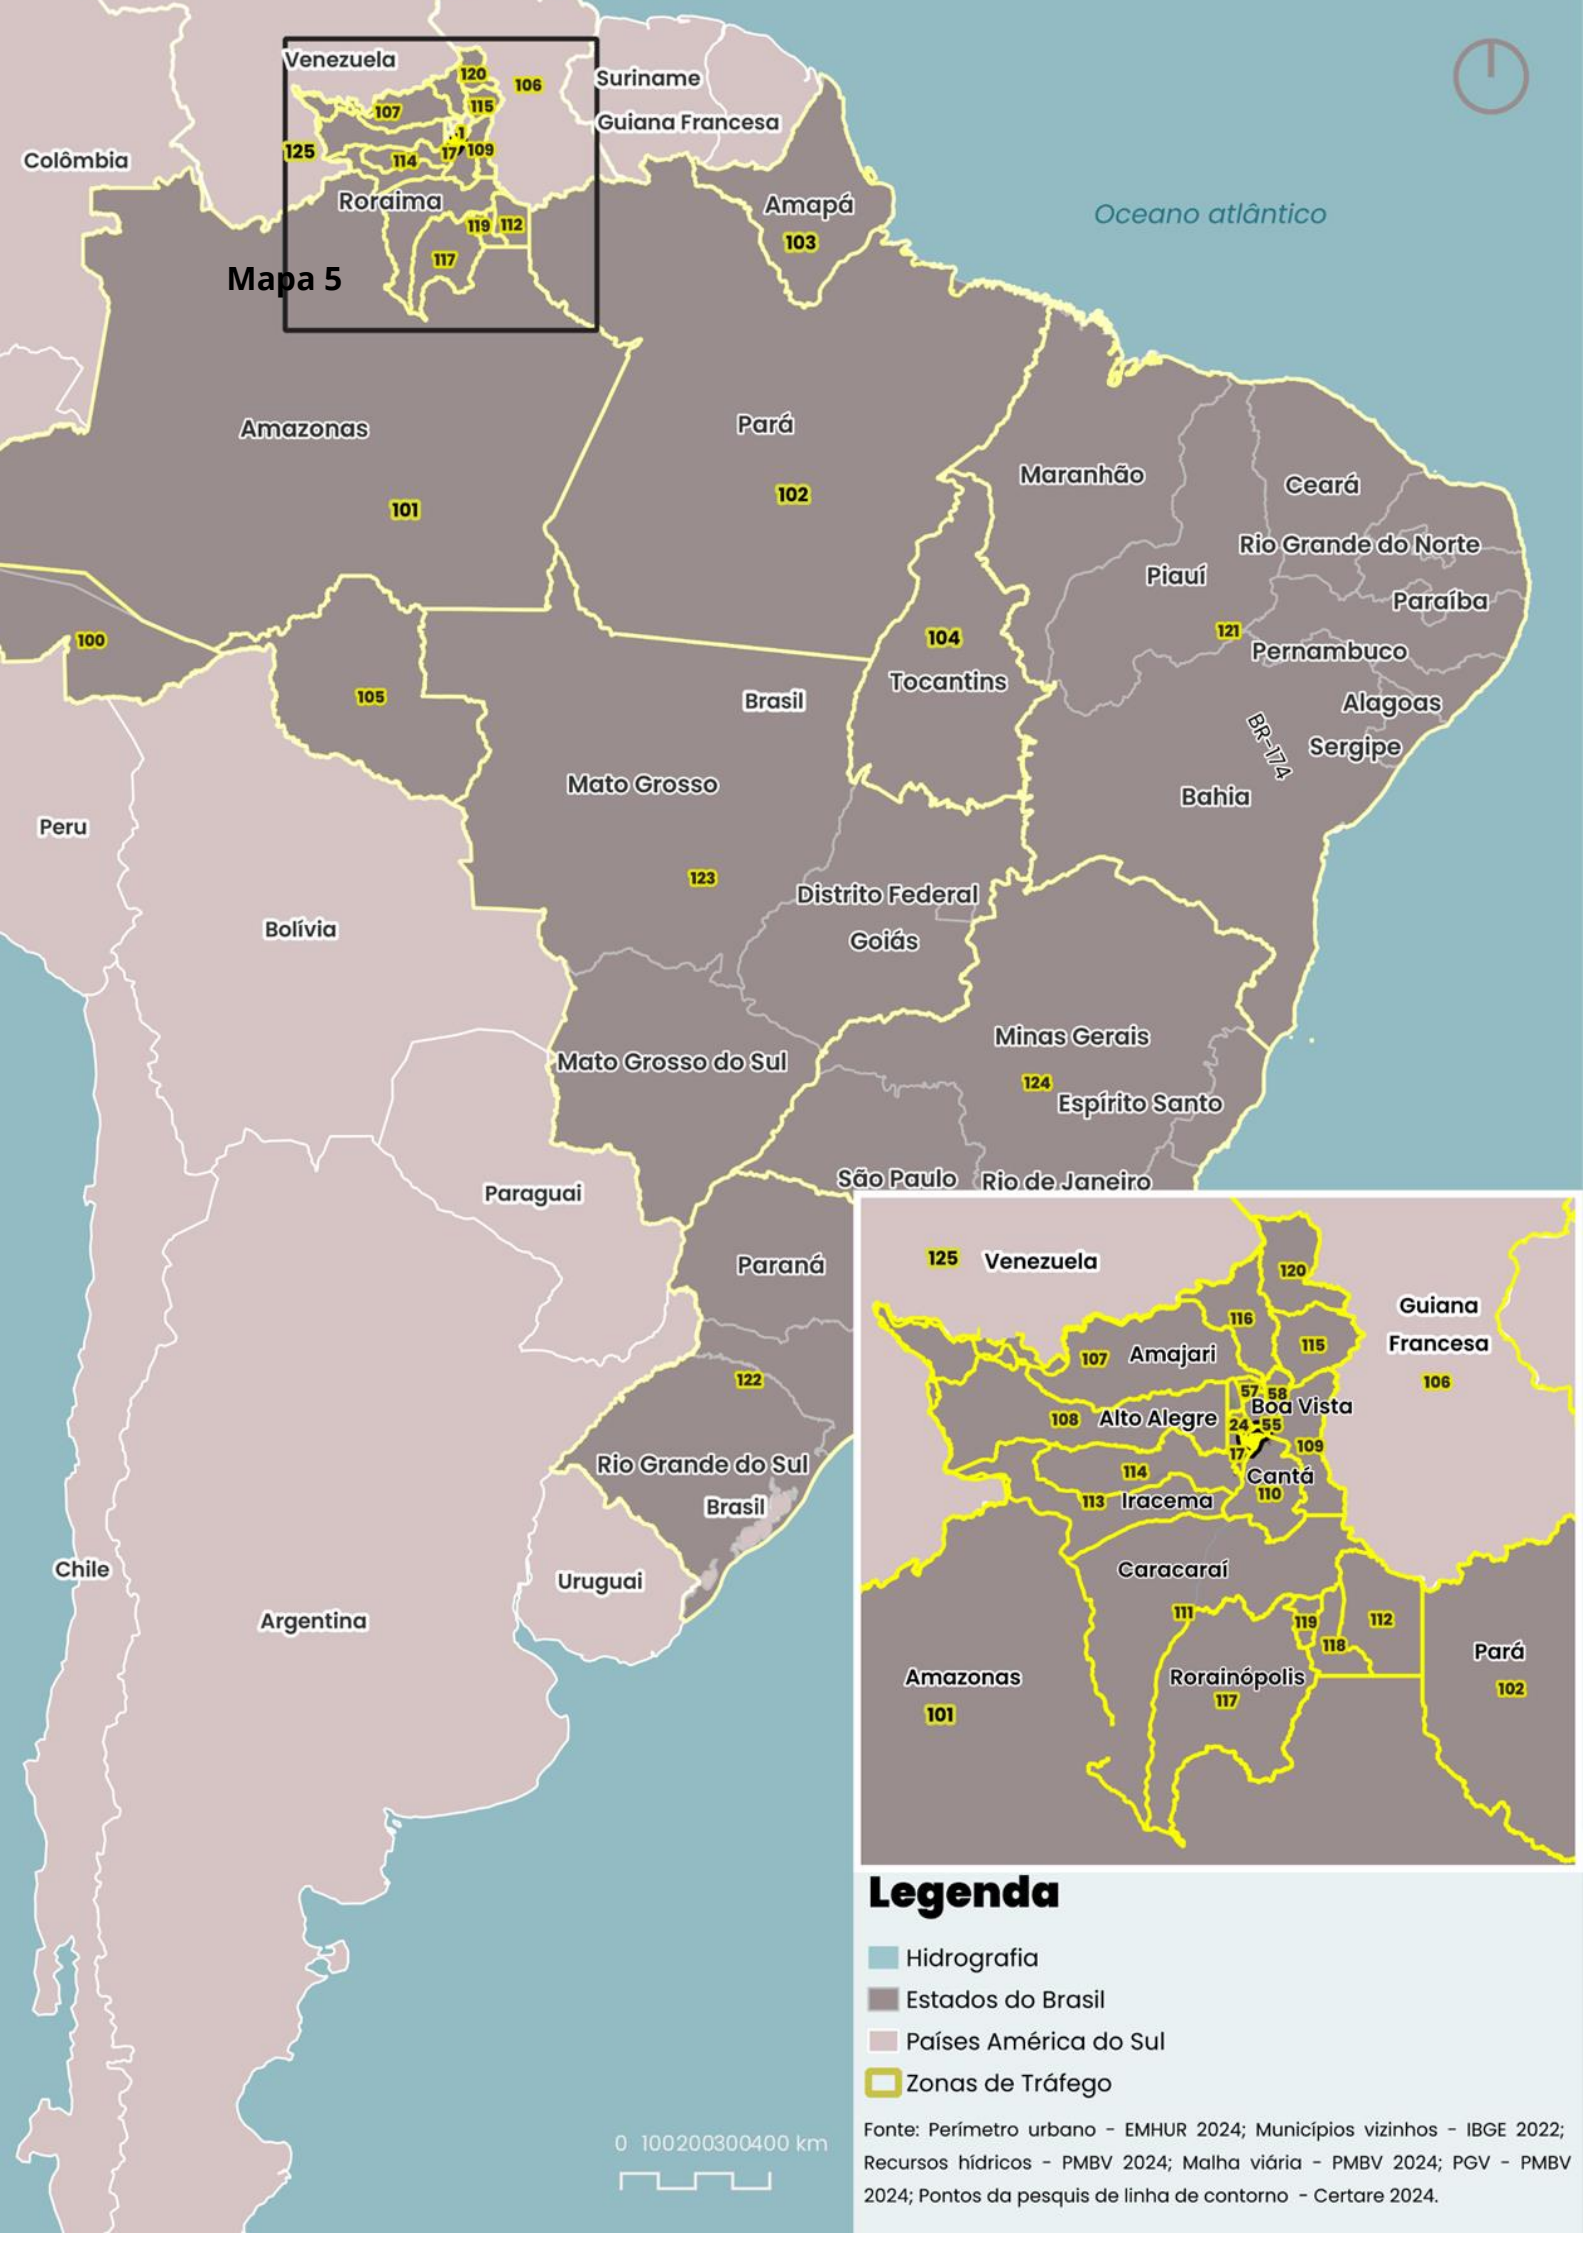 Venezuela
120
106
Suriname
107
115
Guiana Francesa
1
125
17
109
Colômbia
114
Roraima
Amapá
119
112
103
Oceano atlântico
117
Mapa 5
Amazonas
Pará
Maranhão
Ceará
101
102
Rio Grande do Norte
Piauí
Paraíba
100
104
121
Pernambuco
Tocantins
105
Brasil
Alagoas
BR-174
Sergipe
Mato Grosso
Bahia
Peru
123
Distrito Federal
Bolívia
Goiás
Minas Gerais
Mato Grosso do Sul
124
Espírito Santo
São Paulo
Rio de Janeiro
Paraguai
Paraná
122
Rio Grande do Sul
Brasil
Chile
Uruguai
Argentina
125
Venezuela
120
Guiana
Francesa
106
116
115
107
Amajari
57
58
Boa Vista
108
Alto Alegre
24
55
17
109
114
Cantá
110
113
Iracema
Caracaraí
111
119
112
118
Pará
102
Amazonas
101
Rorainópolis
117
Legenda
Hidrografia
Estados do Brasil
Países América do Sul
Zonas de Tráfego
Fonte: Perímetro urbano - EMHUR 2024; Municípios vizinhos - IBGE 2022;
Recursos hídricos - PMBV 2024; Malha viária - PMBV 2024; PGV - PMBV
2024; Pontos da pesquis de linha de contorno - Certare 2024.
0 100200300400 km